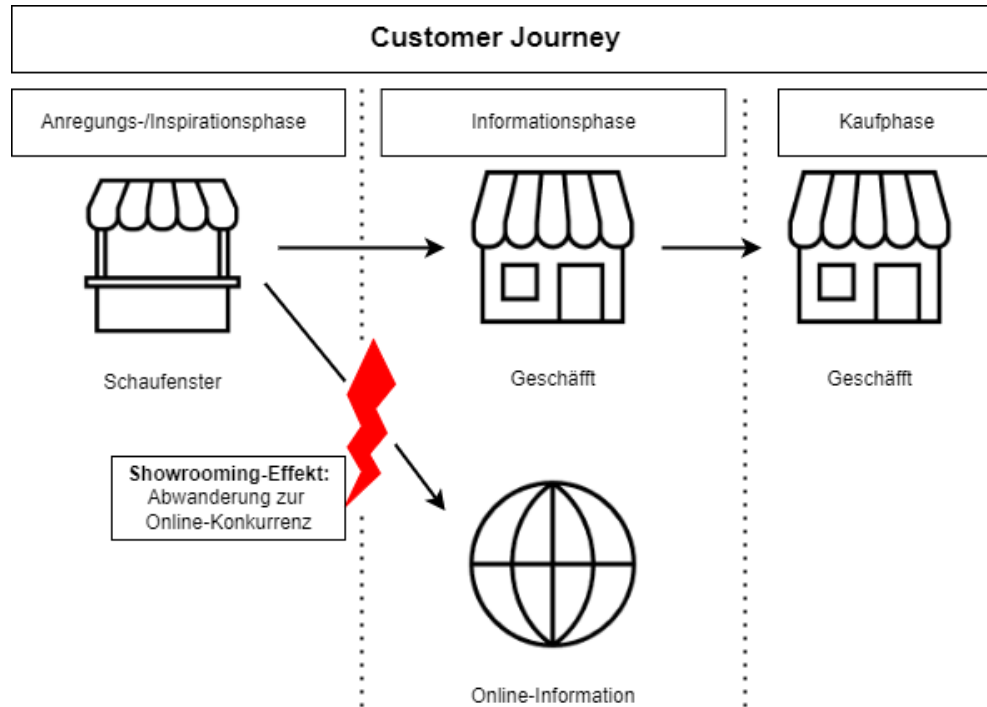 Customer Journey
Anregungs-/Inspirationsphase
Informationsphase
Kaufphase
Schaufenster
Geschäfft
Geschäfft
Showrooming-Effekt:
Abwanderung zur
Online-Konkurrenz
Online-Information